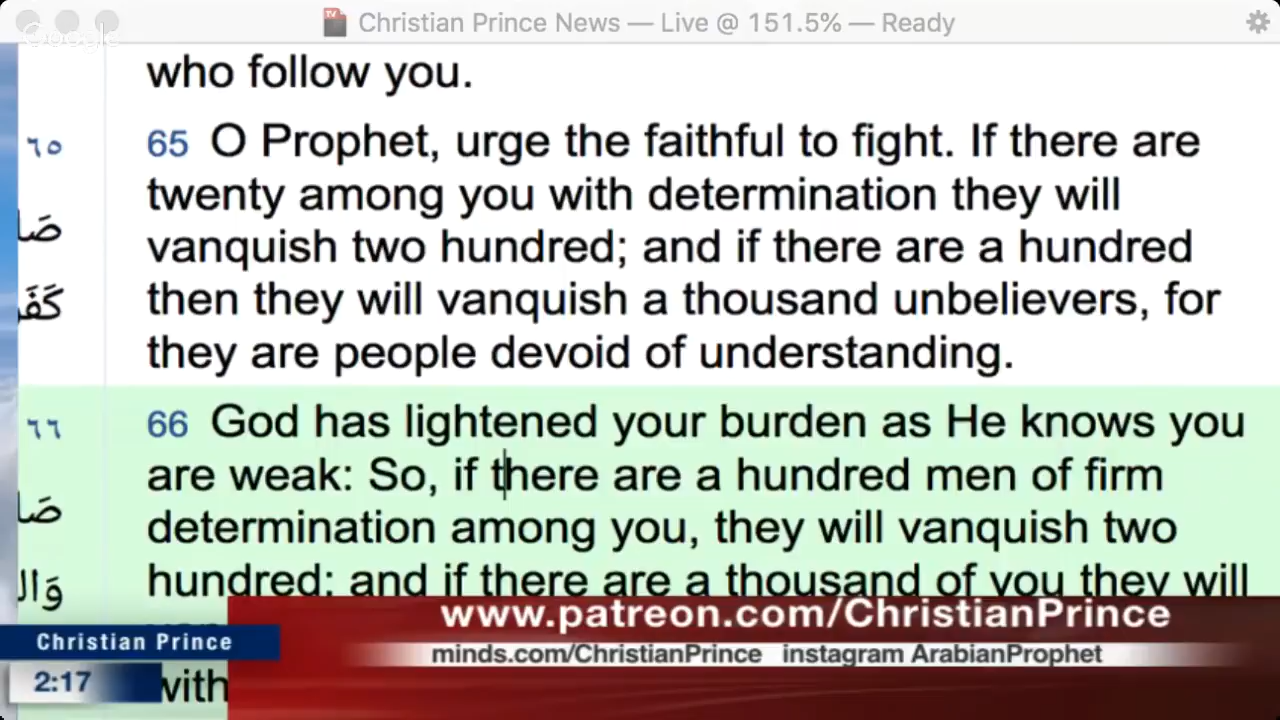 Christian Prince News — Live @ 151.5% — Ready
Google
who follow you.
٦٥
65 O Prophet, urge the faithful to fight. If there are
twenty among you with determination they will
vanquish two hundred; and if there are a hundred
then they will vanquish a thousand unbelievers, for
they are people devoid of understanding.
٦٦
66 God has lightened your burden as He knows you
are weak: So, if there are a hundred men of firm
determination among you, they will vanquish two
hundred; and if there are a thousand of you they will
with
www.patreon.com/ChristianPrince
Christian Prince
minds.com/ChristianPrince instagram ArabianProphet
2:17